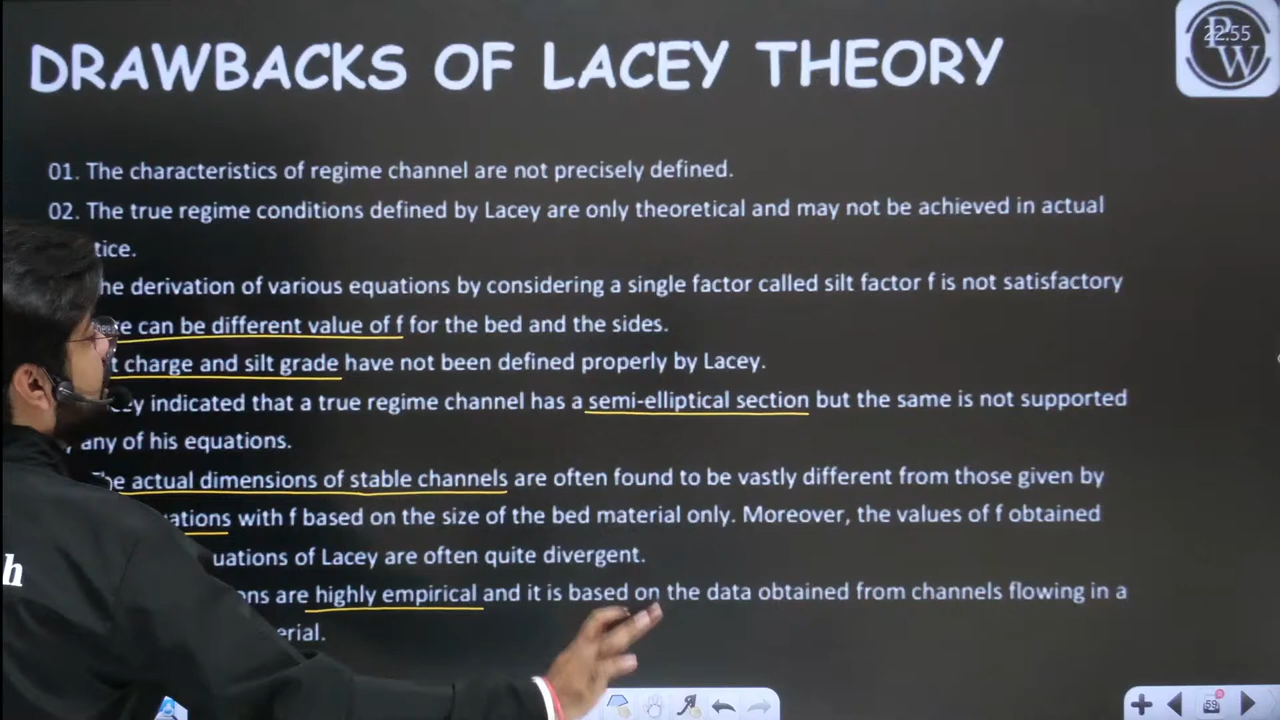 DRAWBACKS OF LACEY THEORY
22:55
PW
01. The characteristics of regime channel are not precisely defined.
02. The true regime conditions defined by Lacey are only theoretical and may not be achieved in actual
tice.
he derivation of various equations by considering a single factor called silt factor f is not satisfactory
e can be different value of f for the bed and the sides.
t charge and silt grade have not been defined properly by Lacey.
ey indicated that a true regime channel has a semi-elliptical section but the same is not supported
any of his equations.
he actual dimensions of stable channels are often found to be vastly different from those given by
ations with f based on the size of the bed material only. Moreover, the values of f obtained
uations of Lacey are often quite divergent.
ons are highly empirical and it is based on the data obtained from channels flowing in a
erial.
h
59